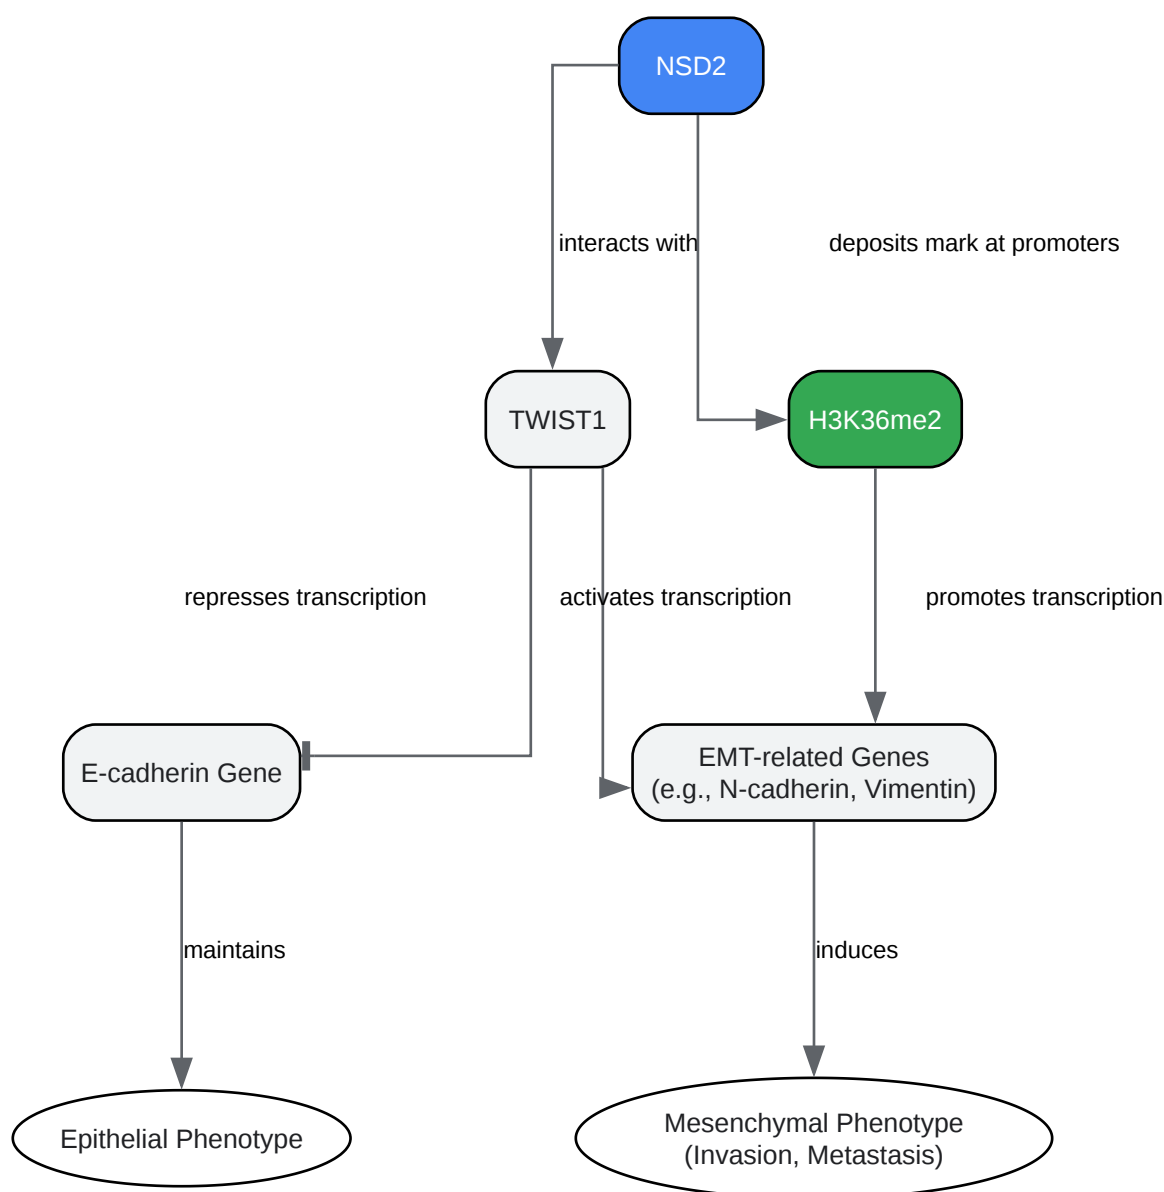 NSD2
interacts with
deposits mark at promoters
TWIST1
H3K36me2
represses transcription
activates transcription
promotes transcription
E-cadherin Gene
EMT-related Genes
(e.g., N-cadherin, Vimentin)
maintains
induces
Epithelial Phenotype
Mesenchymal Phenotype
(Invasion, Metastasis)